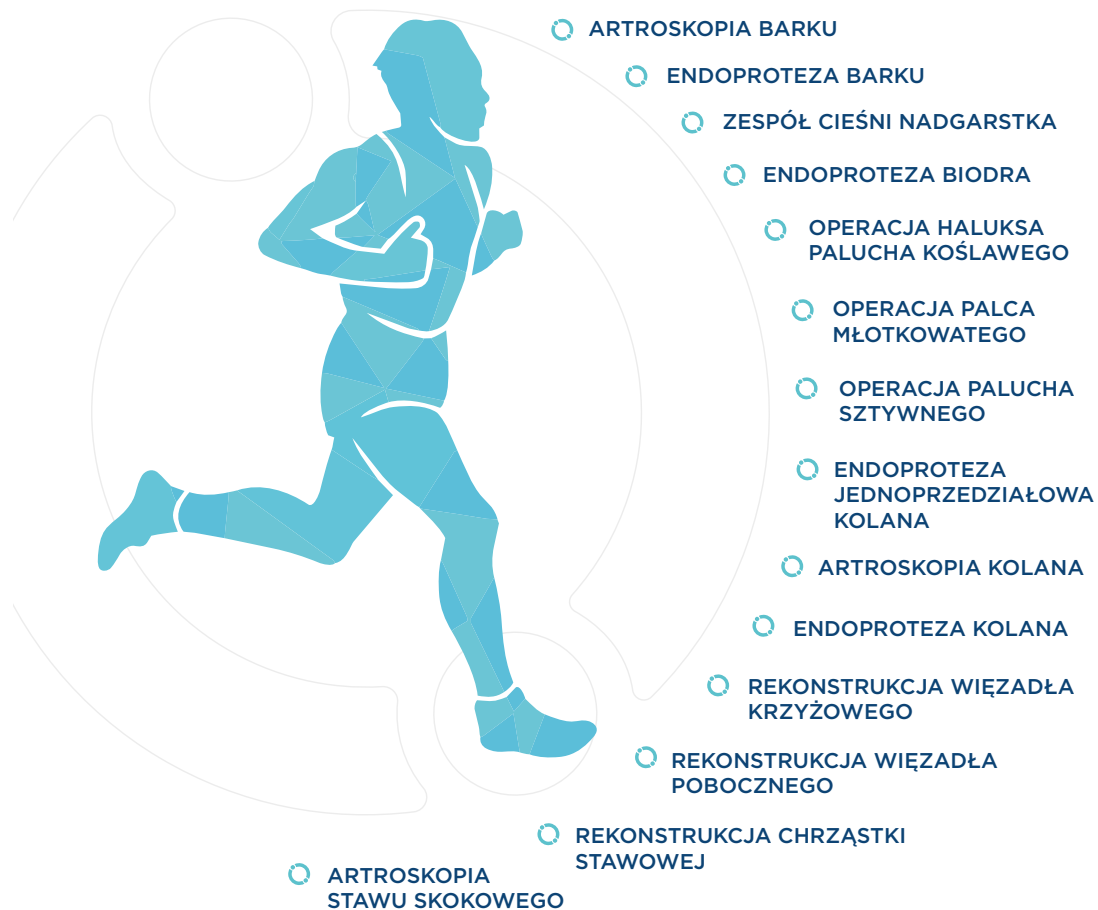 ARTROSKOPIA BARKU
ENDOPROTEZA BARKU
ZESPÓŁ CIEŚNI NADGARSTKA
ENDOPROTEZA BIODRA
OPERACJA HALUKSA
PALUCHA KOŚLAWEGO
OPERACJA PALCA
MŁOTKOWATEGO
OPERACJA PALUCHA
SZTYWNEGO
ENDOPROTEZA
JEDNOPRZEDZIAŁOWA
KOLANA
ARTROSKOPIA KOLANA
ENDOPROTEZA KOLANA
REKONSTRUKCJA WIĘZADŁA
KRZYŻOWEGO
REKONSTRUKCJA WIĘZADŁA
POBOCZNEGO
REKONSTRUKCJA CHRZĄSTKI
STAWOWEJ
ARTROSKOPIA
STAWU SKOKOWEGO